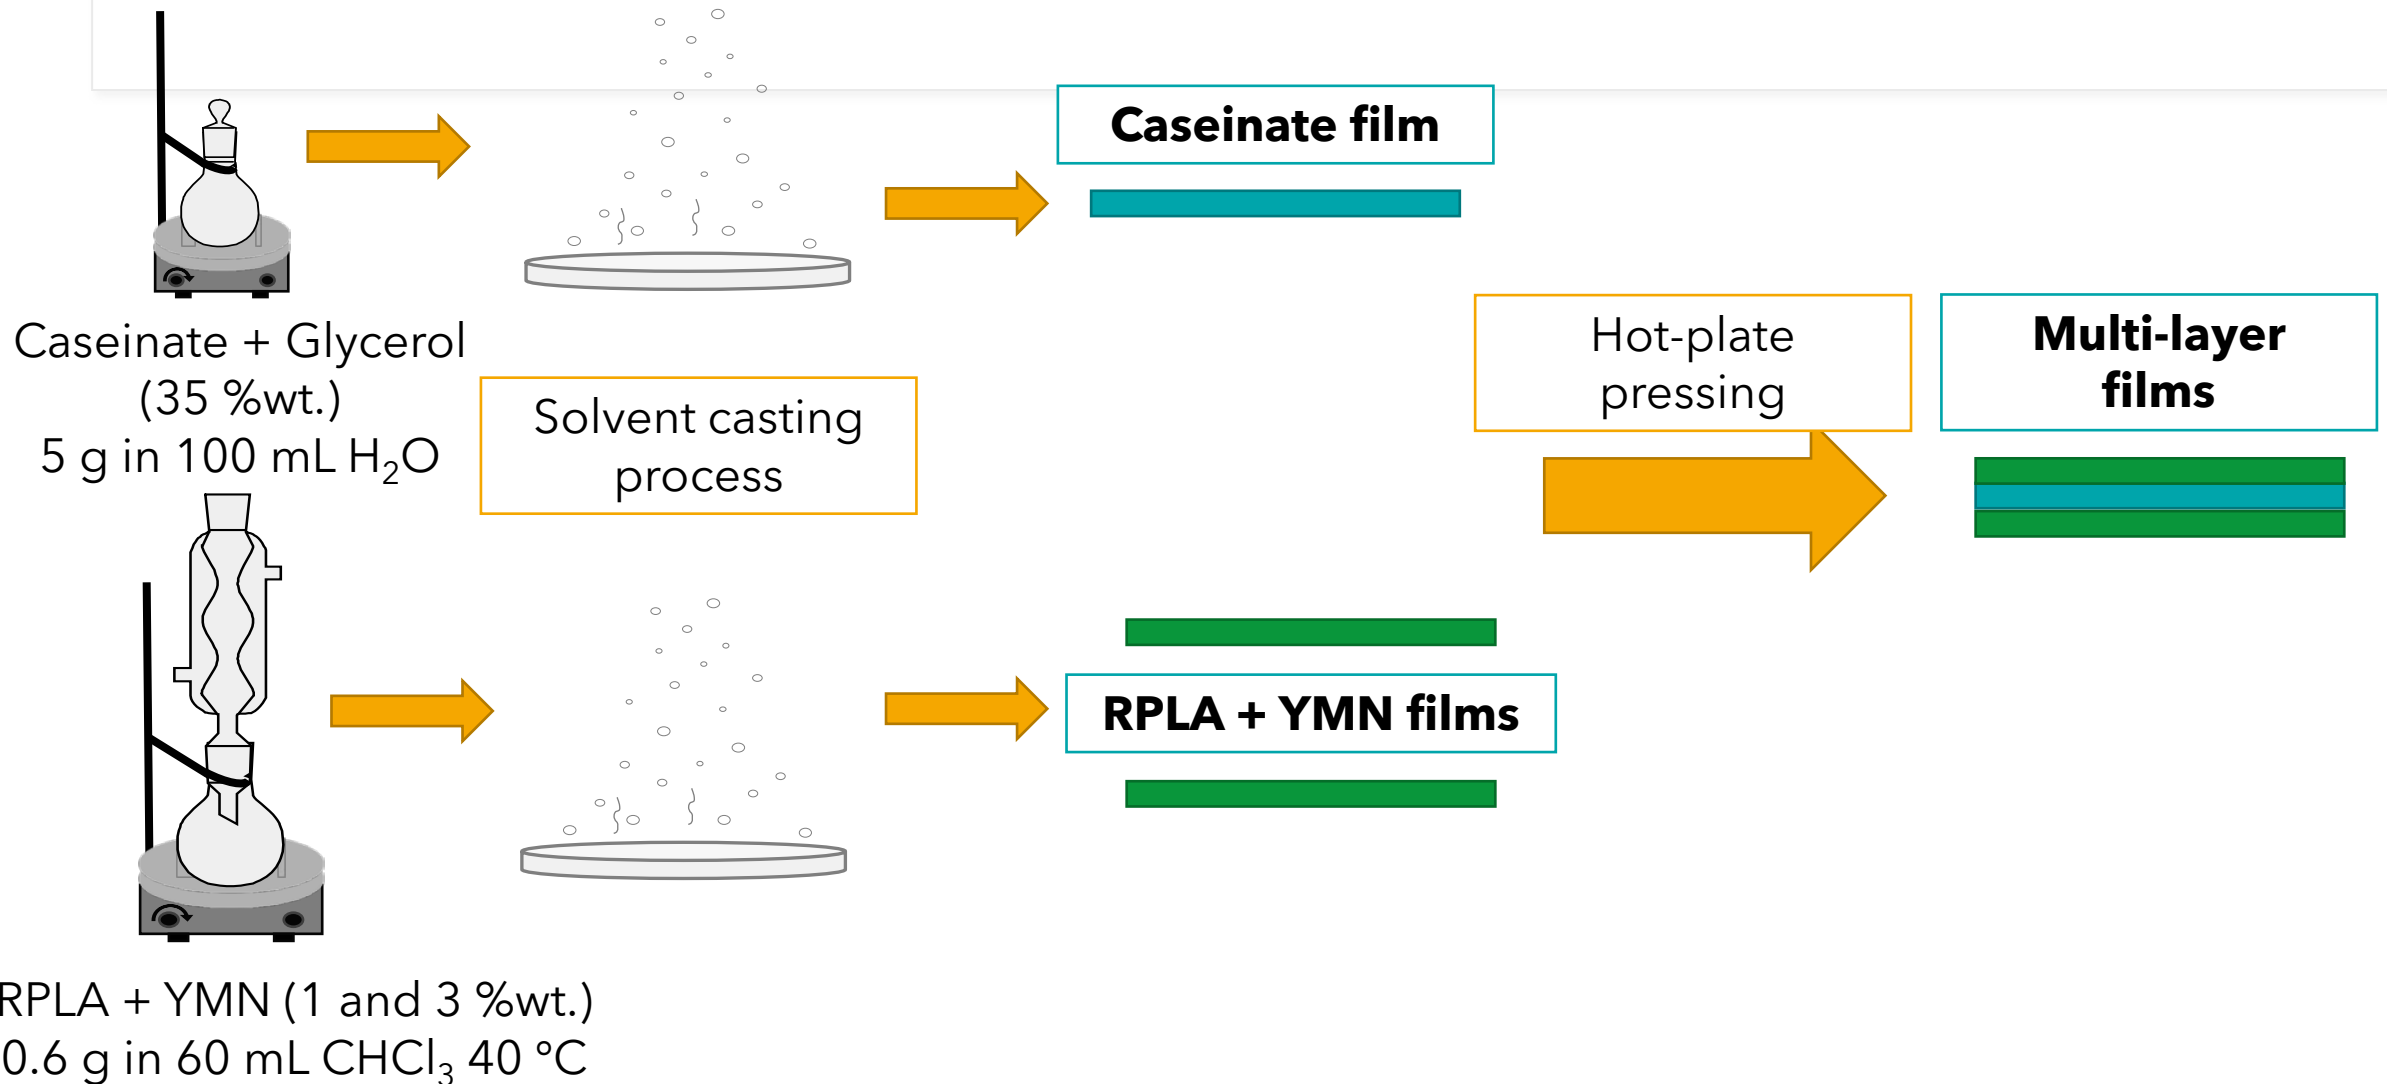 Caseinate + Glycerol
(35 %wt.)
5 g in 100 mL H₂O
Solvent casting
process
Caseinate film
Hot-plate
pressing
Multi-layer
films
RPLA + YMN films
RPLA + YMN (1 and 3 %wt.)
0.6 g in 60 mL CHCl₃ 40 ºC